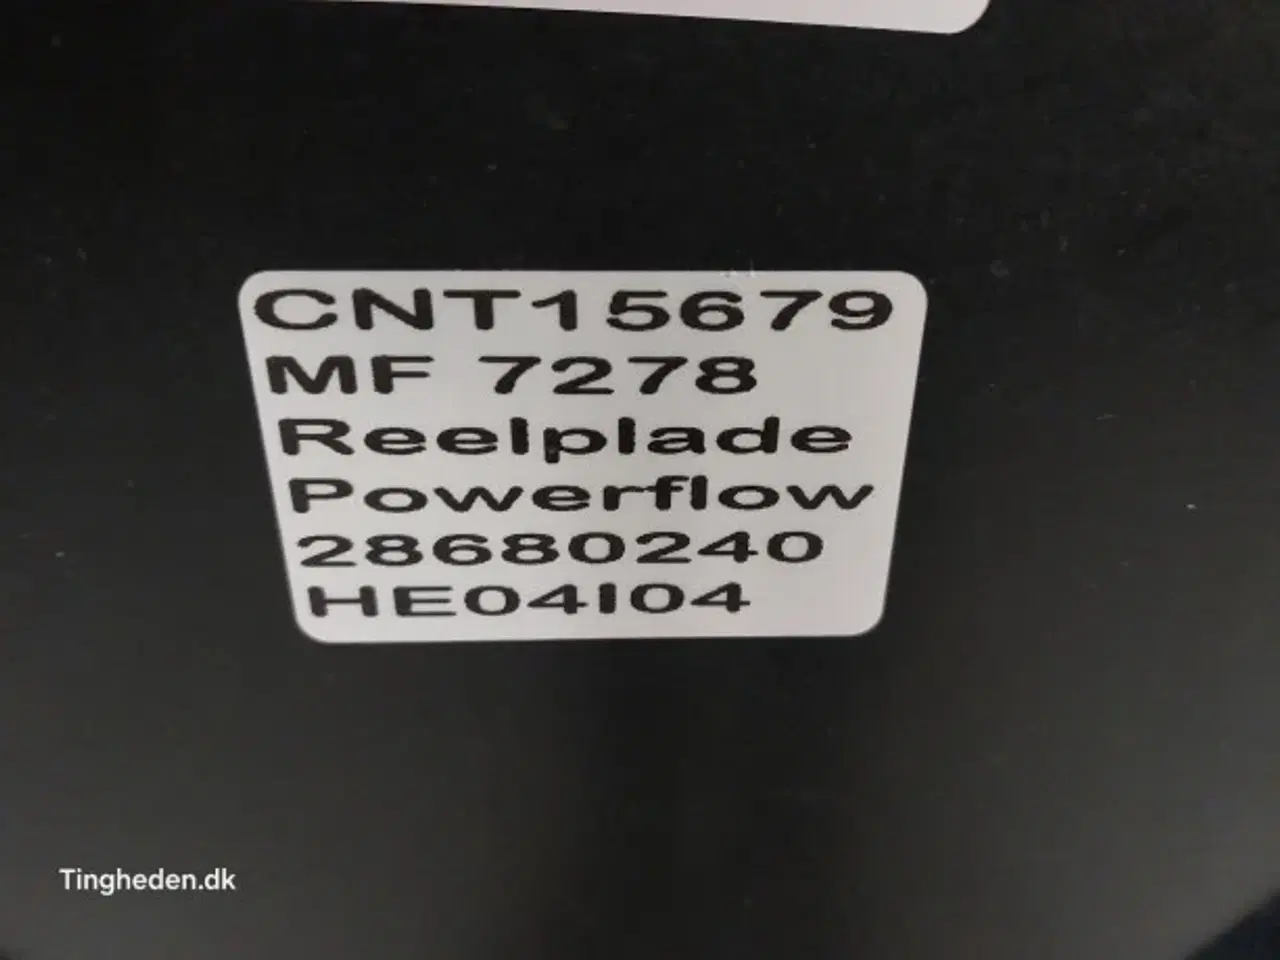 CNT15679
MF 7278
Reelplade
Powerflow
28680240
HE04I04
Tingheden.dk